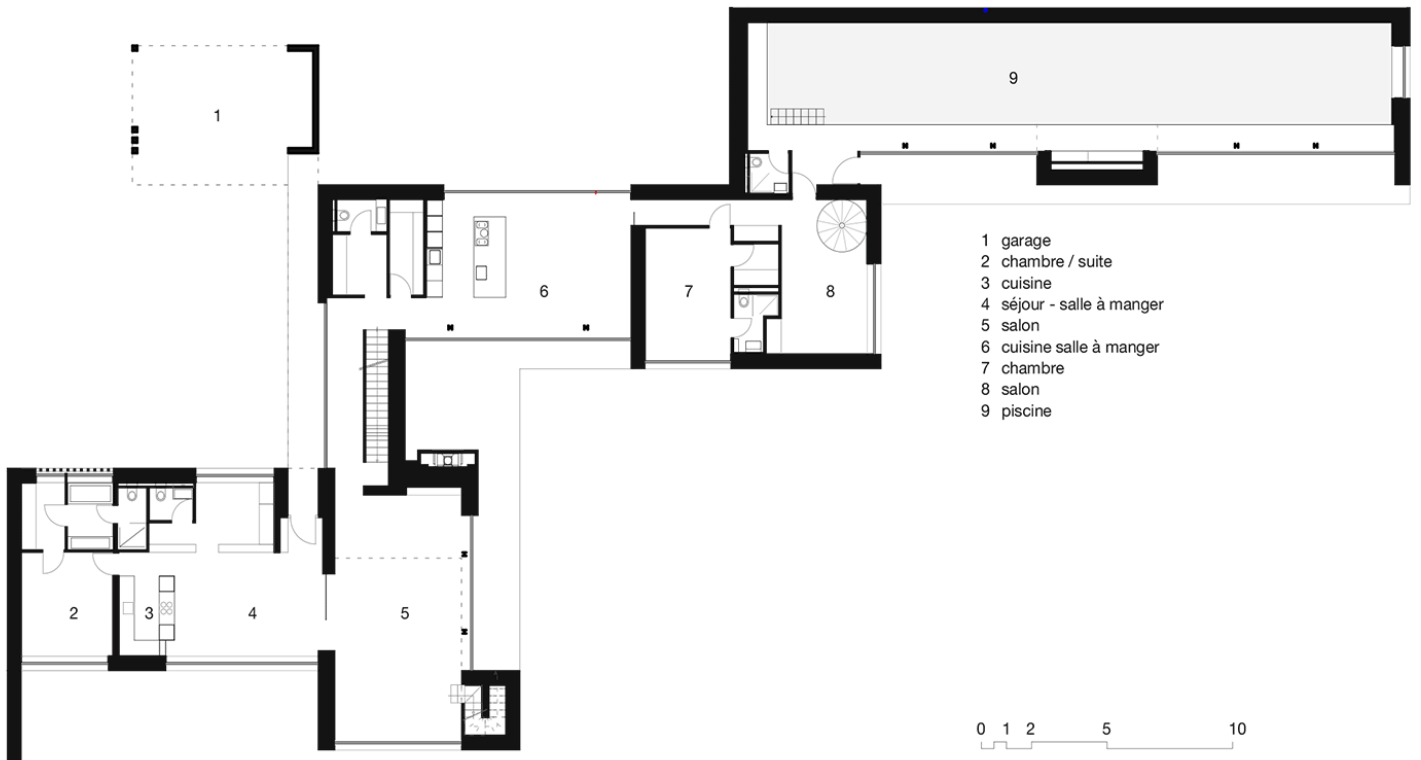 1
9
6
7
8
1 garage
2 chambre / suite
3 cuisine
4 séjour - salle à manger
5 salon
6 cuisine salle à manger
7 chambre
8 salon
9 piscine
2
3
4
5
0 1 2 5 10